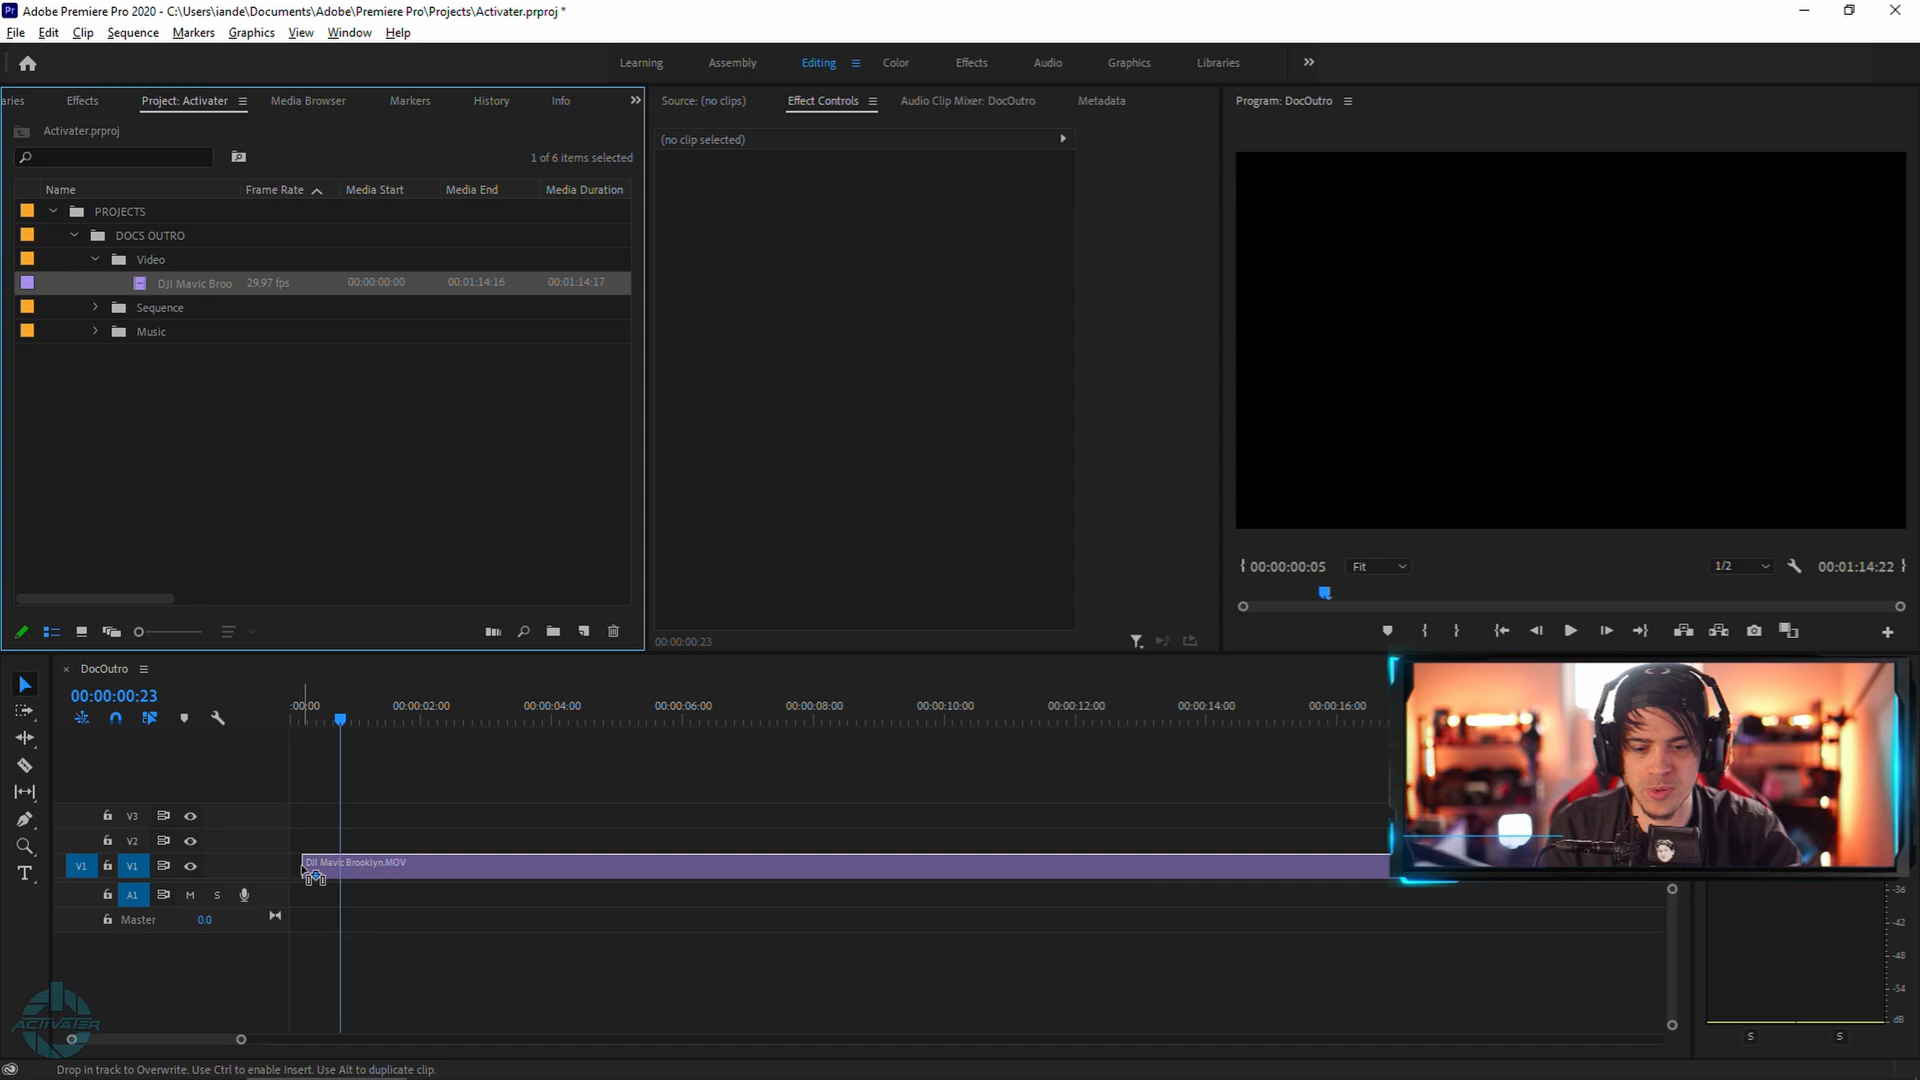 Adobe Premiere Pro 2020 - C:\Users\iande\Documents\Adobe\Premiere Pro\Projects\Activater.prproj *
File Edit Clip Sequence Markers Graphics View Window Help
Learning Assembly Editing Color Effects Audio Graphics Libraries
aries Effects Project: Activater Media Browser Markers History Info
Source: (no clips) Effect Controls Audio Clip Mixer: DocOutro Metadata
Program: DocOutro
Activater.prproj
(no clip selected)
1 of 6 items selected
Name Frame Rate Media Start Media End Media Duration
PROJECTS
DOCS OUTRO
Video
DJI Mavic Broo 29.97 fps 00:00:00:00 00:01:14:16 00:01:14:17
Sequence
Music
00:00:00:05 Fit 1/2 00:01:14:22
00:00:00:23
DocOutro
00:00:00:23
:00:00 00:00:02:00 00:00:04:00 00:00:06:00 00:00:08:00 00:00:10:00 00:00:12:00 00:00:14:00 00:00:16:00
V3
V2
V1 V1 DJI Mavic Brooklyn.MOV
A1 M S
Master 0.0
-36
-42
-48
-54
dB
S S
ACTIVATER
Drop in track to Overwrite. Use Ctrl to enable Insert. Use Alt to duplicate clip.